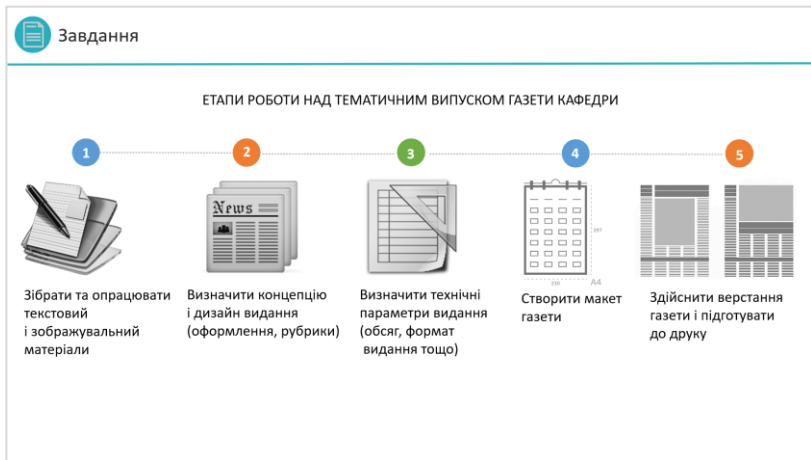 Завдання
ЕТАПИ РОБОТИ НАД ТЕМАТИЧНИМ ВИПУСКОМ ГАЗЕТИ КАФЕДРИ
1
2
3
4
5
News
297
210
A4
Зібрати та опрацювати
текстовий
і зображувальний
матеріали
Визначити концепцію
і дизайн видання
(оформлення, рубрики)
Визначити технічні
параметри видання
(обсяг, формат
видання тощо)
Створити макет
газети
Здійснити верстання
газети і підготувати
до друку